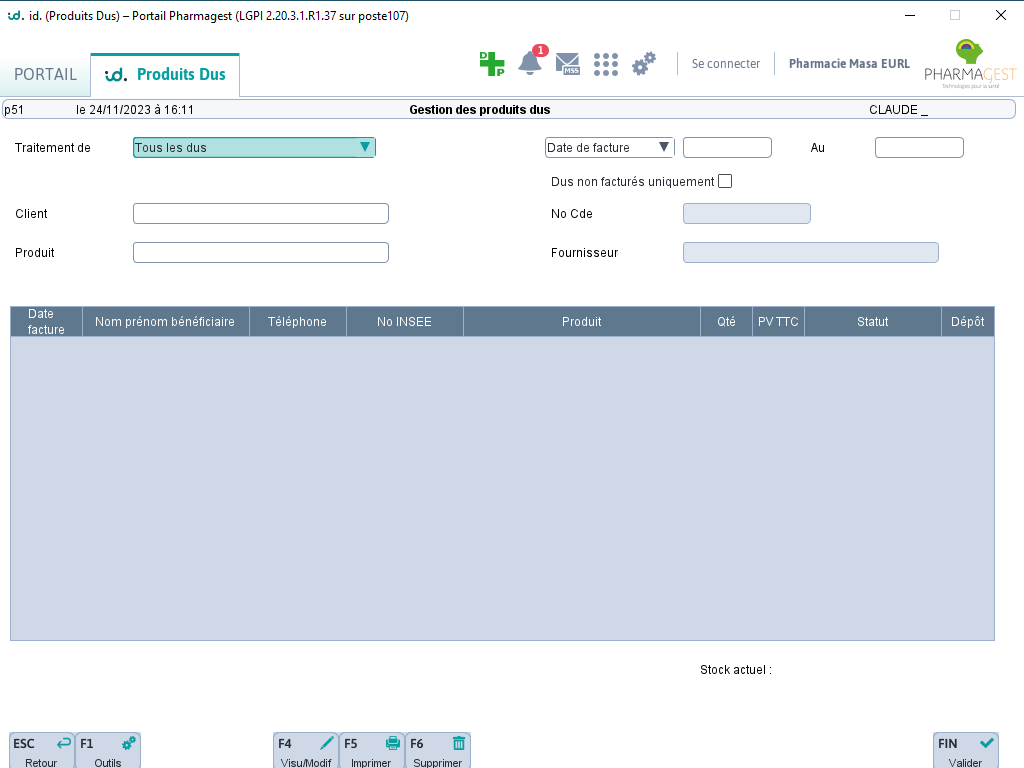 id. id. (Produits Dus) – Portail Pharmagest (LGPI 2.20.3.1.R1.37 sur poste107)
PORTAIL id. Produits Dus D P 1 MSS Se connecter Pharmacie Masa EURL PHARMAGEST
Technologies pour la santé
p51 le 24/11/2023 à 16:11 Gestion des produits dus CLAUDE _
Traitement de Tous les dus Date de facture Au
Dus non facturés uniquement
Client No Cde
Produit Fournisseur
Date facture Nom prénom bénéficiaire Téléphone No INSEE Produit Qté PV TTC Statut Dépôt
Stock actuel :
ESC F1 F4 F5 F6 FIN
Retour Outils Visu/Modif Imprimer Supprimer Valider